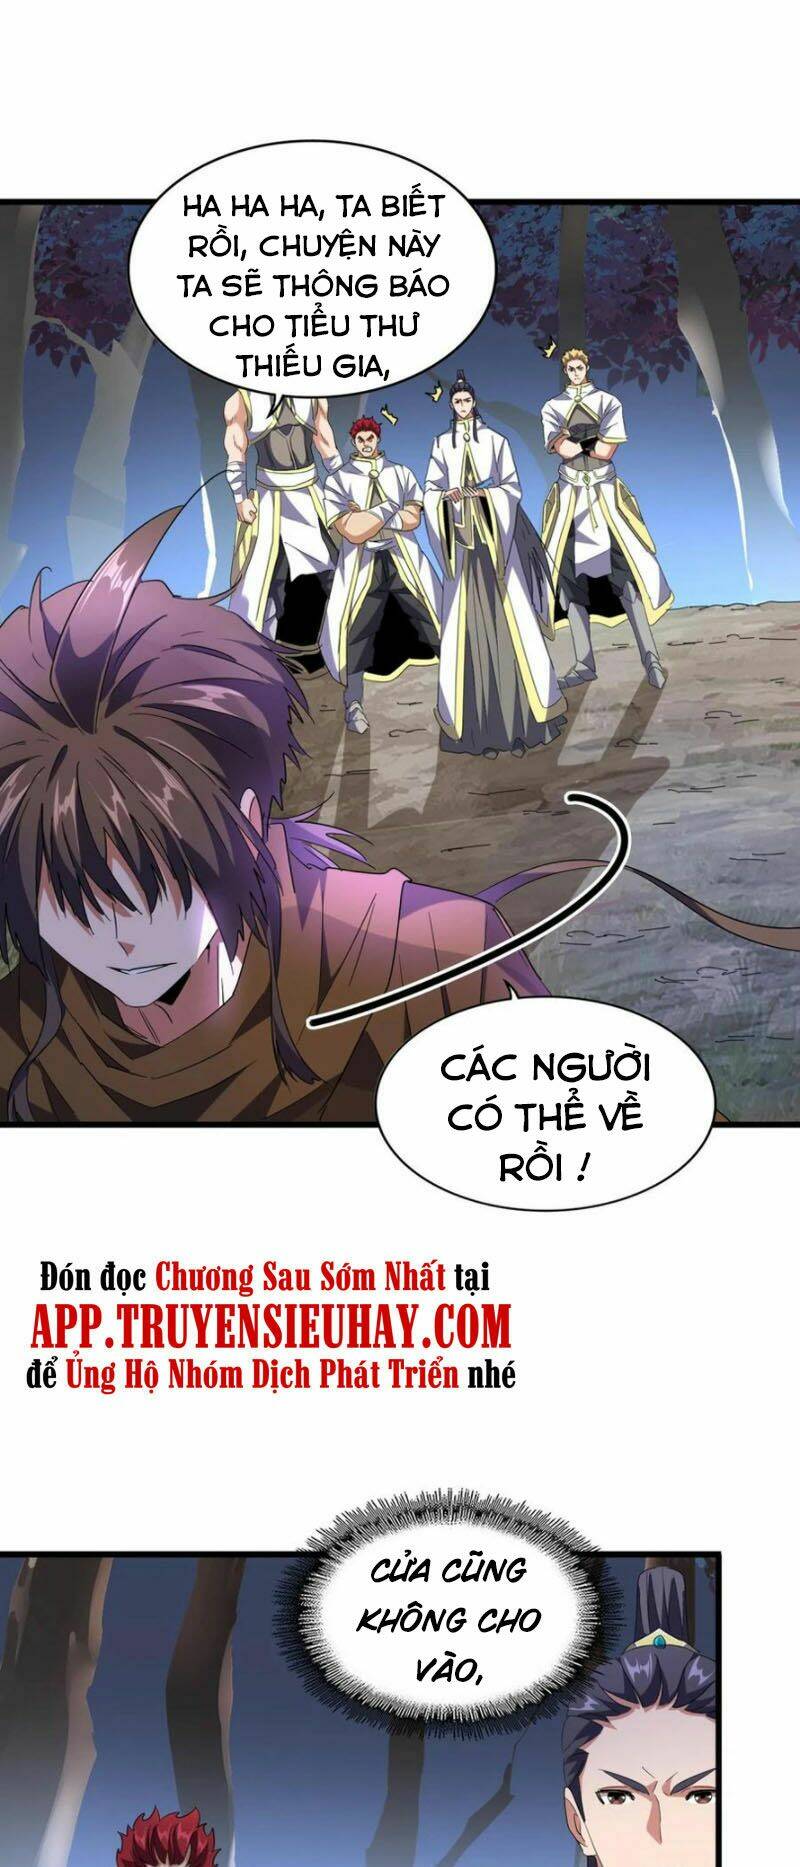 HA HA HA, TA BIẾT
RỒI, CHUYỆN NÀY
TA SẼ THÔNG BÁO
CHO TIỂU THƯ
THIẾU GIA,
CÁC NGƯỜI
CÓ THỂ VỀ
RỒI !
Đón đọc Chương Sau Sớm Nhất tại
APP.TRUYENSIEUHAY.COM
để Ủng Hộ Nhóm Dịch Phát Triển nhé
CỬA CŨNG
KHÔNG CHO
VÀO,